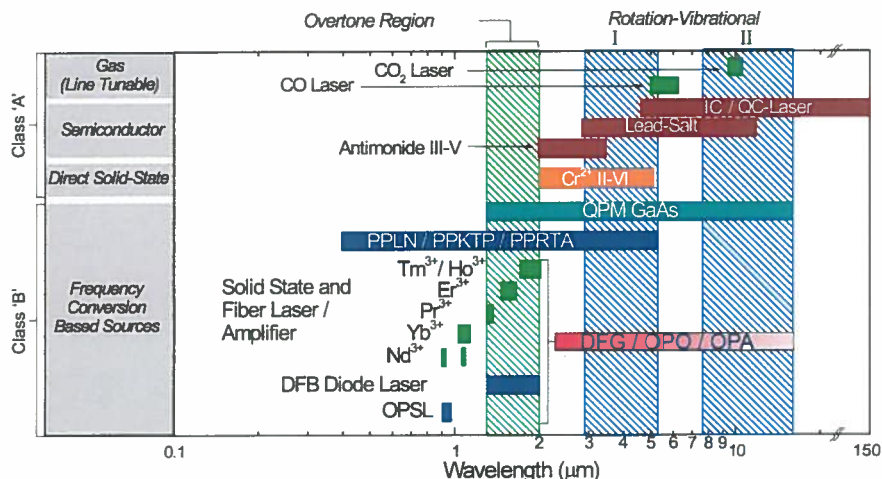 Overtone Region
Rotation-Vibrational
I
II
Class 'A'
Gas
(Line Tunable)
CO₂ Laser
CO Laser
Semiconductor
IC / QC-Laser
Lead-Salt
Antimonide III-V
Direct Solid-State
Cr²⁺ II-VI
QPM GaAs
Class 'B'
Frequency
Conversion
Based Sources
PPLN / PPKTP / PPRTA
Solid State and
Fiber Laser /
Amplifier
Tm³⁺/ Ho³⁺
Er³⁺
Pr³⁺
Yb³⁺
Nd³⁺
DFG / OPO / OPA
DFB Diode Laser
OPSL
0.1 1 2 3 4 5 6 7 8 9 10 150
Wavelength (µm)